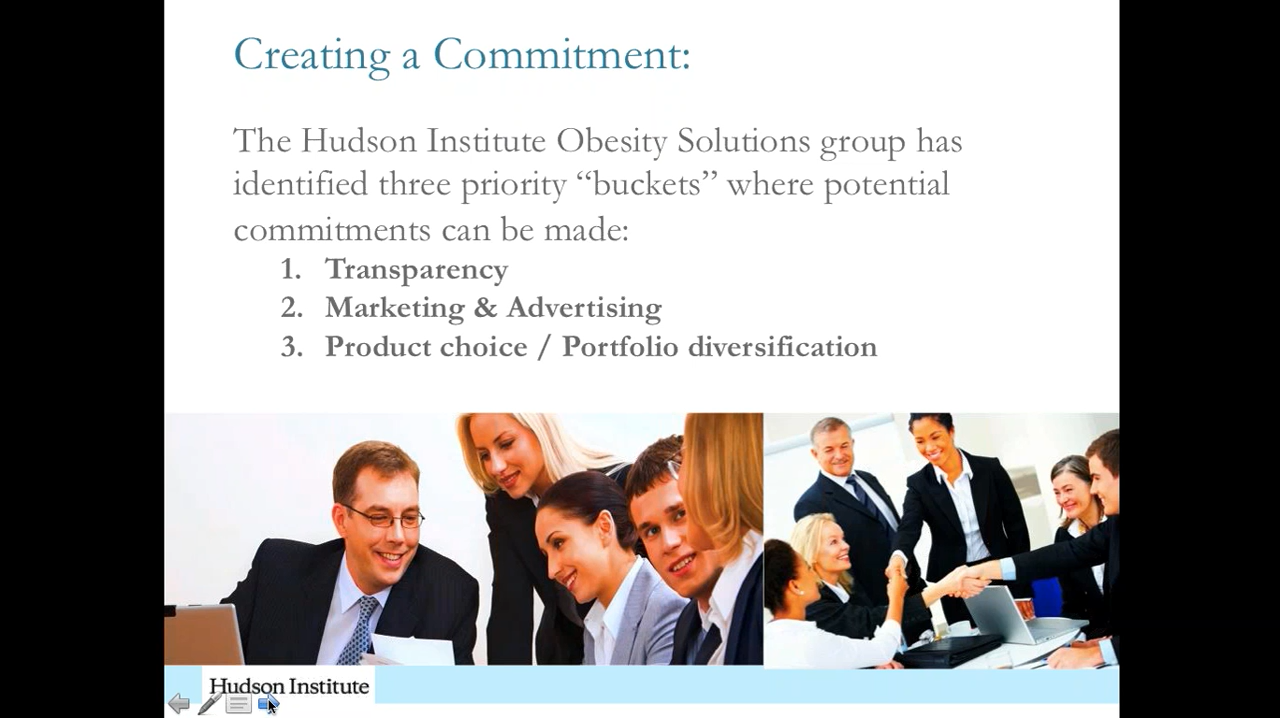 Creating a Commitment:
The Hudson Institute Obesity Solutions group has
identified three priority “buckets” where potential
commitments can be made:
1. Transparency
2. Marketing & Advertising
3. Product choice / Portfolio diversification
Hudson Institute